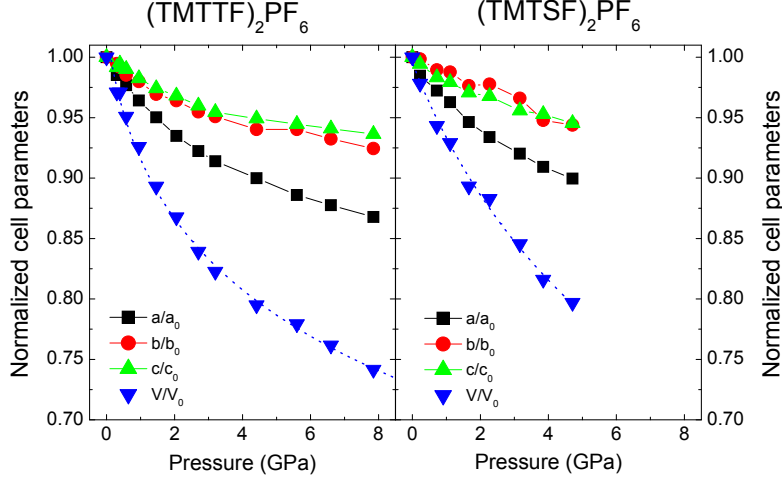 (TMTTF)₂PF₆
(TMTSF)₂PF₆
Normalized cell parameters
1.00
0.95
0.90
0.85
0.80
0.75
0.70
a/a₀
b/b₀
c/c₀
V/V₀
0 2 4 6 8
Pressure (GPa)
a/a₀
b/b₀
c/c₀
V/V₀
0 2 4 6 8
Pressure (GPa)
1.00
0.95
0.90
0.85
0.80
0.75
0.70
Normalized cell parameters